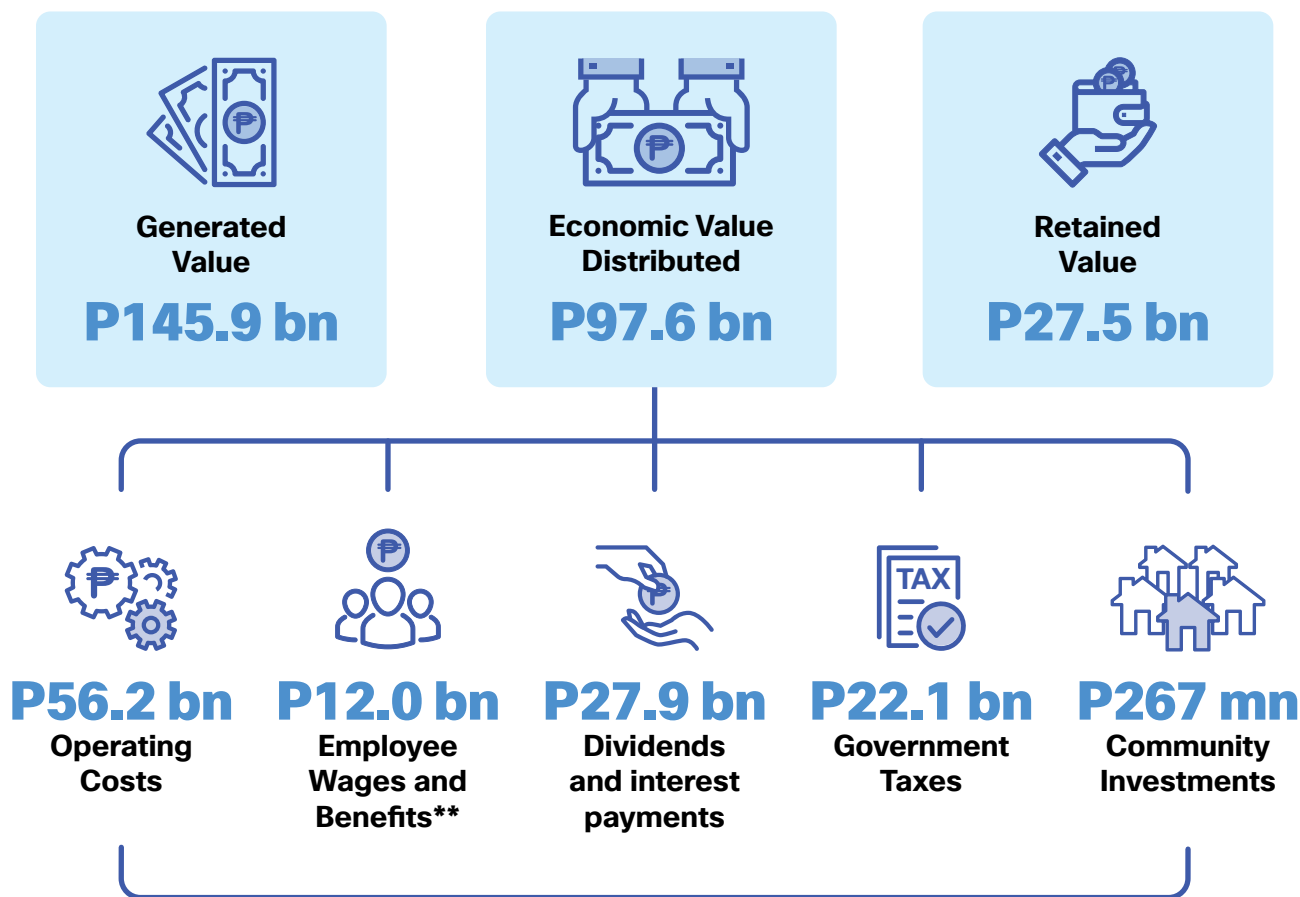 Generated
Value
P145.9 bn
Economic Value
Distributed
P97.6 bn
Retained
Value
P27.5 bn
TAX
P56.2 bn
Operating
Costs
P12.0 bn
Employee
Wages and
Benefits**
P27.9 bn
Dividends
and interest
payments
P22.1 bn
Government
Taxes
P267 mn
Community
Investments